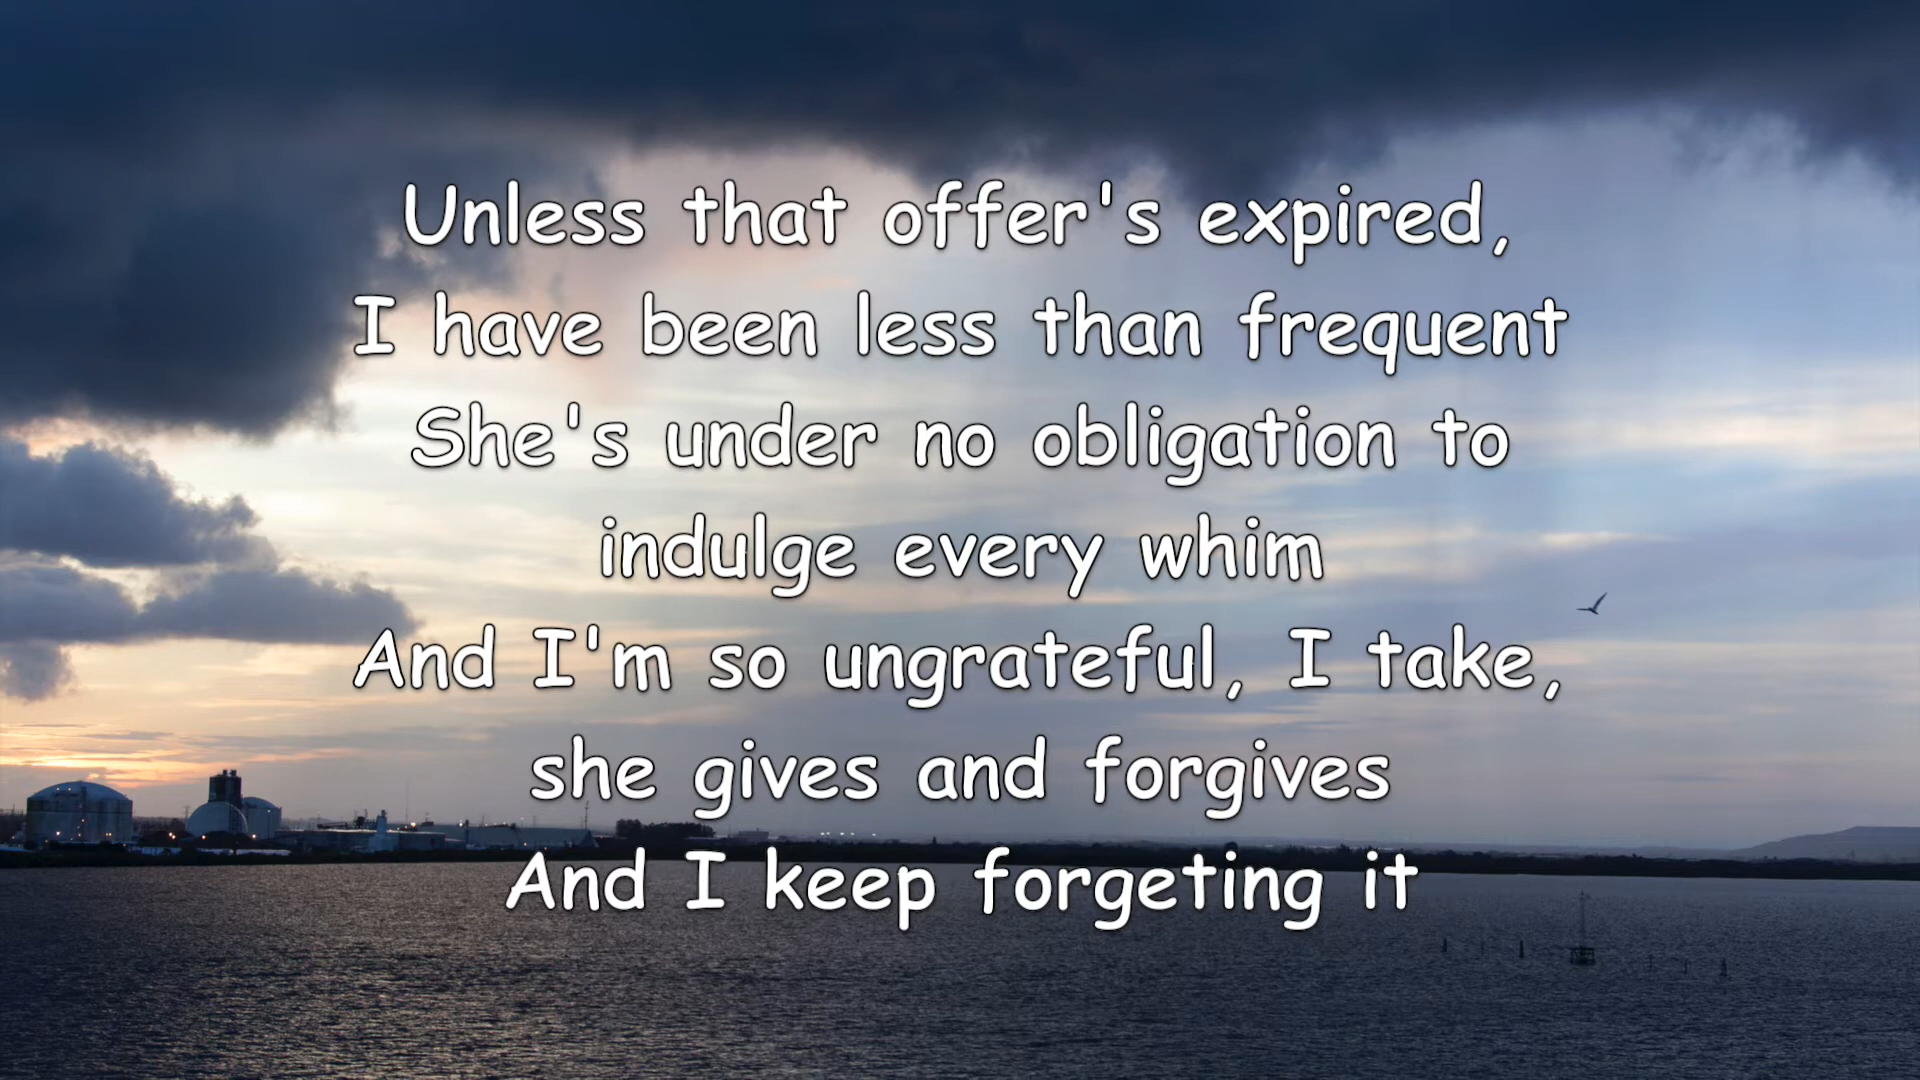 Unless that offer's expired,
I have been less than frequent
She's under no obligation to
indulge every whim
And I'm so ungrateful, I take,
she gives and forgives
And I keep forgeting it